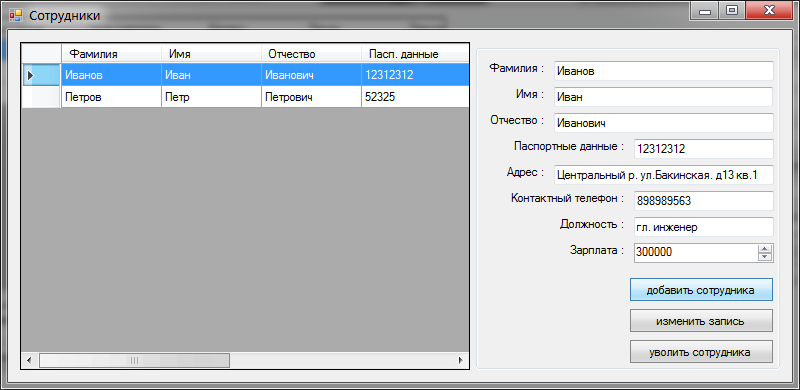 Сотрудники
Фамилия Имя Отчество Пасп. данные
Иванов Иван Иванович 12312312
Петров Петр Петрович 52325
Фамилия : Иванов
Имя : Иван
Отчество : Иванович
Паспортные данные : 12312312
Адрес : Центральный р. ул.Бакинская. д13 кв.1
Контактный телефон : 898989563
Должность : гл. инженер
Зарплата : 300000
добавить сотрудника
изменить запись
уволить сотрудника